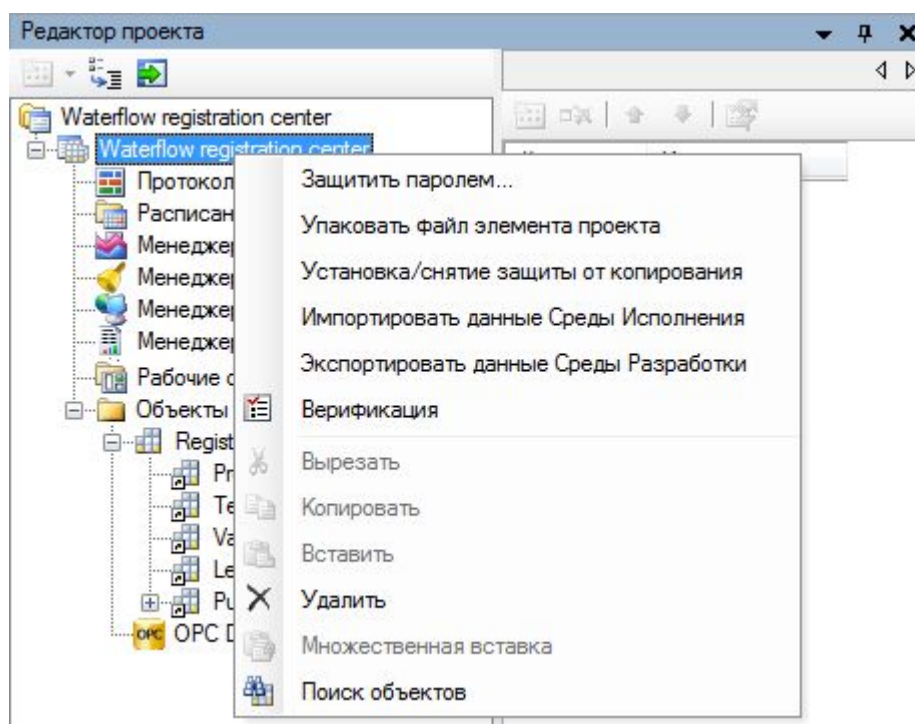 Редактор проекта
Waterflow registration center
Waterflow registration center
Протокол
Расписан
Менеджер
Менеджер
Менеджер
Менеджер
Рабочие с
Объекты
Regist
Pr
Te
Va
Le
Pu
OPC D
Защитить паролем...
Упаковать файл элемента проекта
Установка/снятие защиты от копирования
Импортировать данные Среды Исполнения
Экспортировать данные Среды Разработки
Верификация
Вырезать
Копировать
Вставить
Удалить
Множественная вставка
Поиск объектов